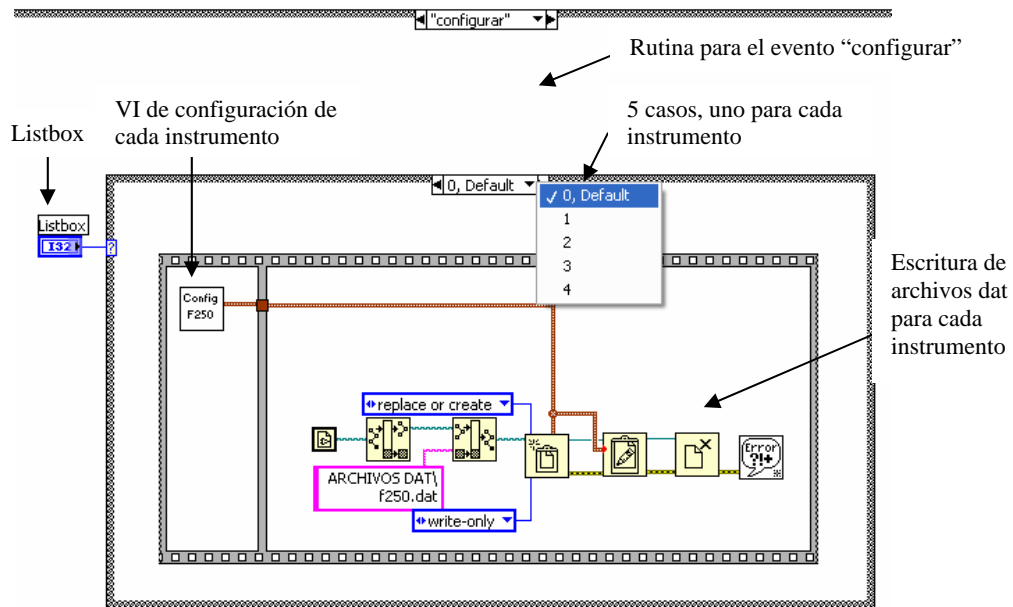 "configurar"
Rutina para el evento “configurar”
VI de configuración de
cada instrumento
5 casos, uno para cada
instrumento
Listbox
0, Default
0, Default
1
2
3
4
Listbox
I32
?
Config
F250
Escritura de
archivos dat
para cada
instrumento
replace or create
ARCHIVOS DAT\
f250.dat
write-only
Error
?!+